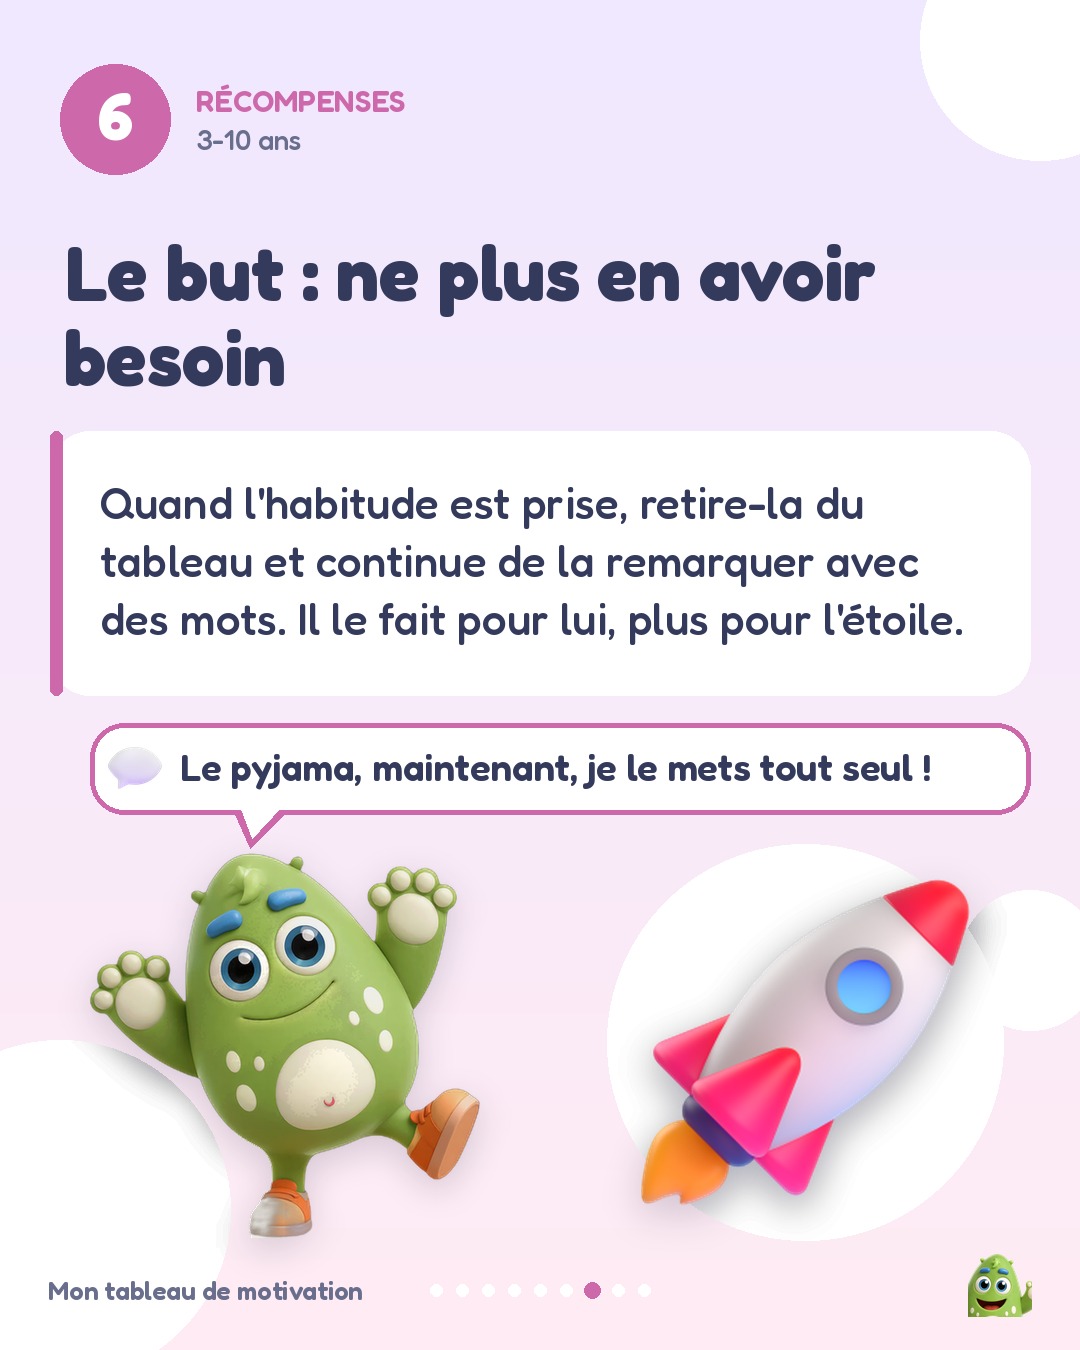 6
RÉCOMPENSES
3-10 ans
Le but : ne plus en avoir
besoin
Quand l'habitude est prise, retire-la du
tableau et continue de la remarquer avec
des mots. Il le fait pour lui, plus pour l'étoile.
Le pyjama, maintenant, je le mets tout seul !
Mon tableau de motivation